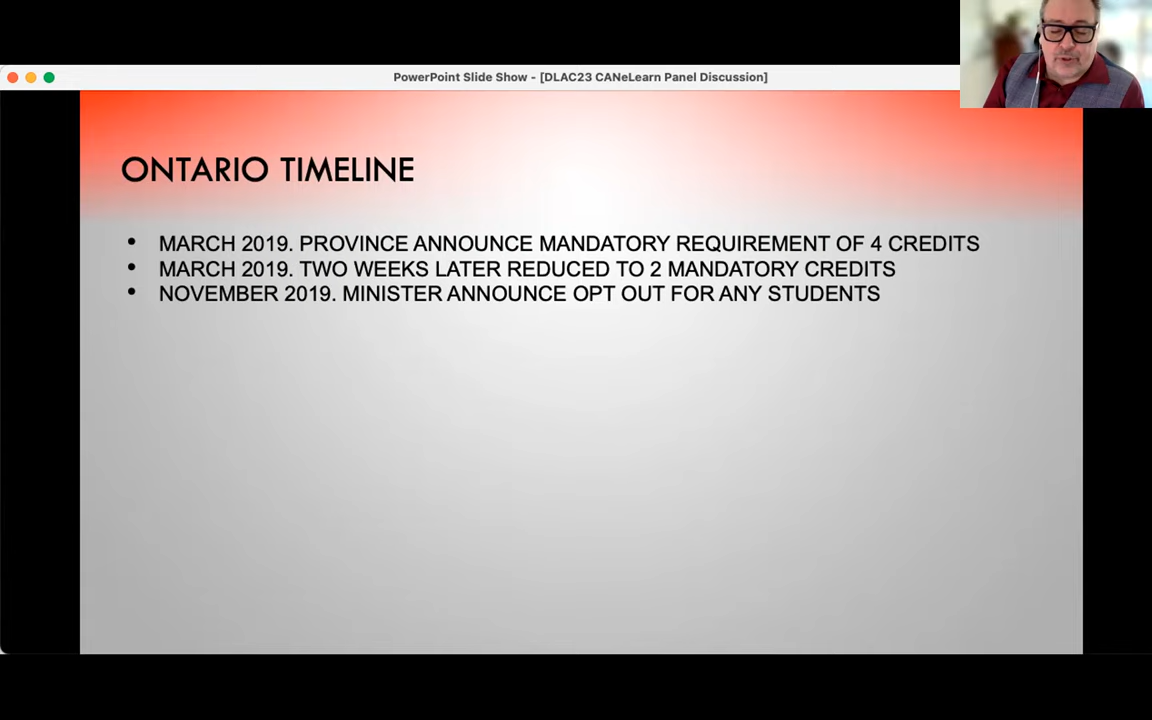 PowerPoint Slide Show - [DLAC23 CANeLearn Panel Discussion]
ONTARIO TIMELINE
• MARCH 2019. PROVINCE ANNOUNCE MANDATORY REQUIREMENT OF 4 CREDITS
• MARCH 2019. TWO WEEKS LATER REDUCED TO 2 MANDATORY CREDITS
• NOVEMBER 2019. MINISTER ANNOUNCE OPT OUT FOR ANY STUDENTS